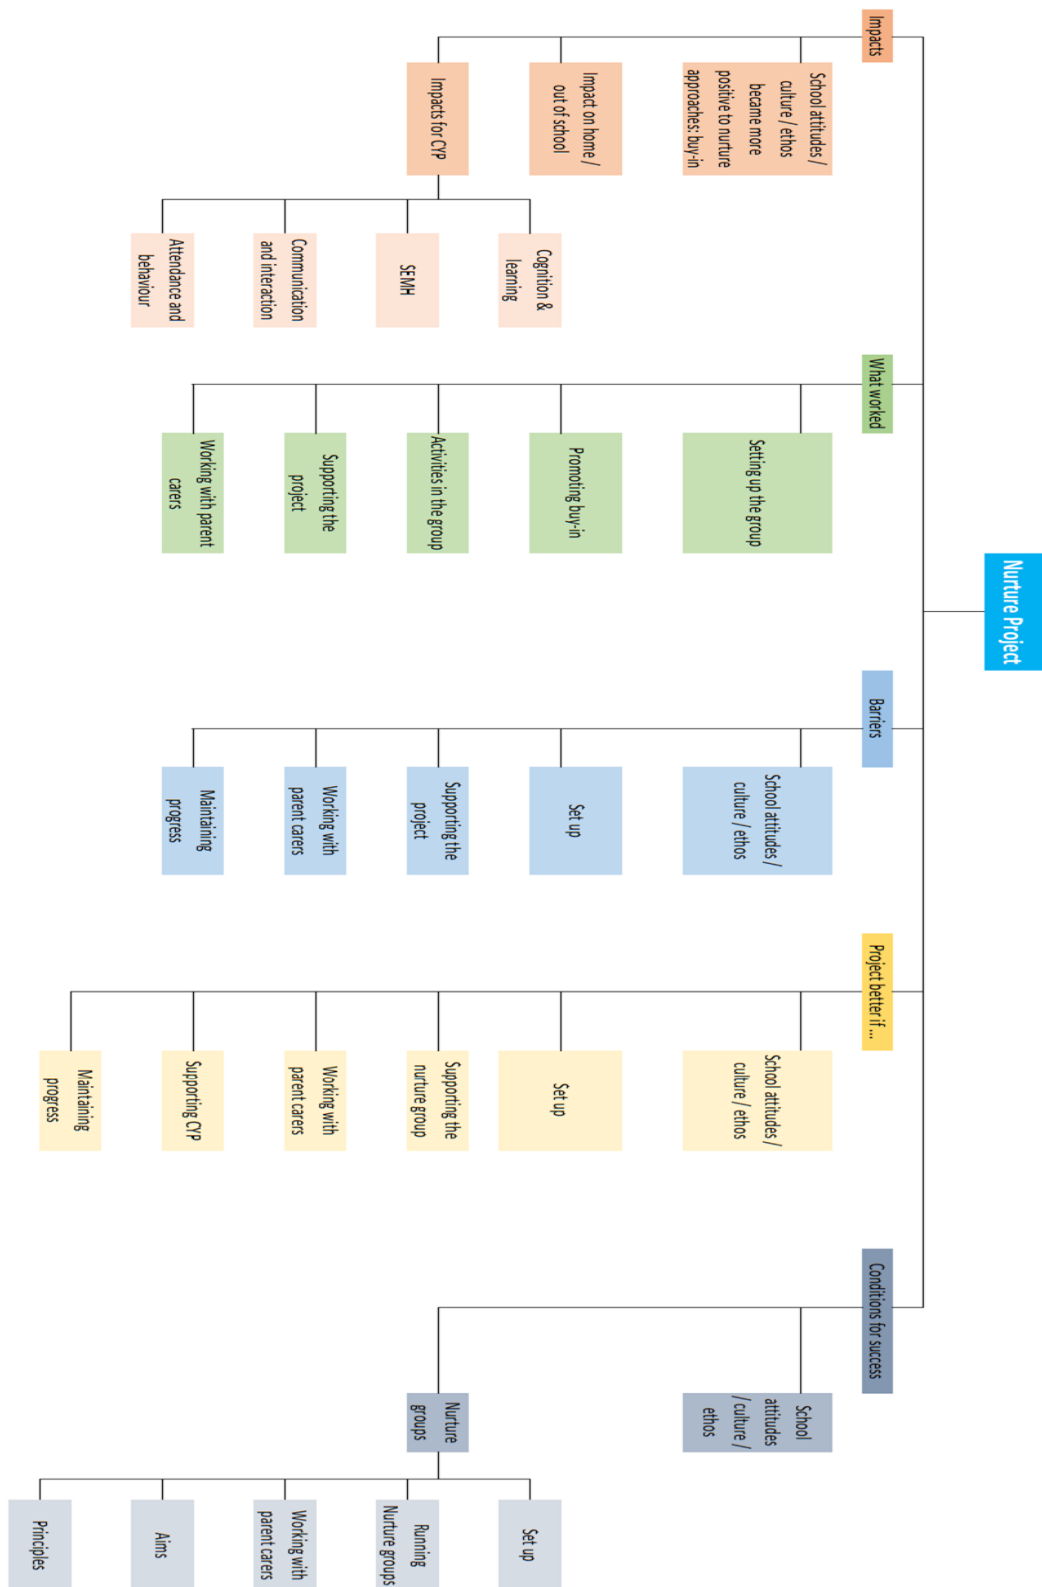 Nurture Project
Impacts
School attitudes /
culture / ethos
became more
positive to nurture
approaches: buy-in
Impact on home /
out of school
Impacts for CYP
Cognition &
learning
SEMH
Communication
and interaction
Attendance and
behaviour
What worked
Setting up the group
Promoting buy-in
Activities in the group
Supporting the
project
Working with parent
carers
Barriers
School attitudes /
culture / ethos
Set up
Supporting the
project
Working with
parent carers
Maintaining
progress
Project better if ...
School attitudes /
culture / ethos
Set up
Supporting the
nurture group
Working with
parent carers
Supporting CYP
Maintaining
progress
Conditions for success
School
attitudes
/ culture /
ethos
Nurture
groups
Set up
Running
Nurture groups
Working with
parent carers
Aims
Principles